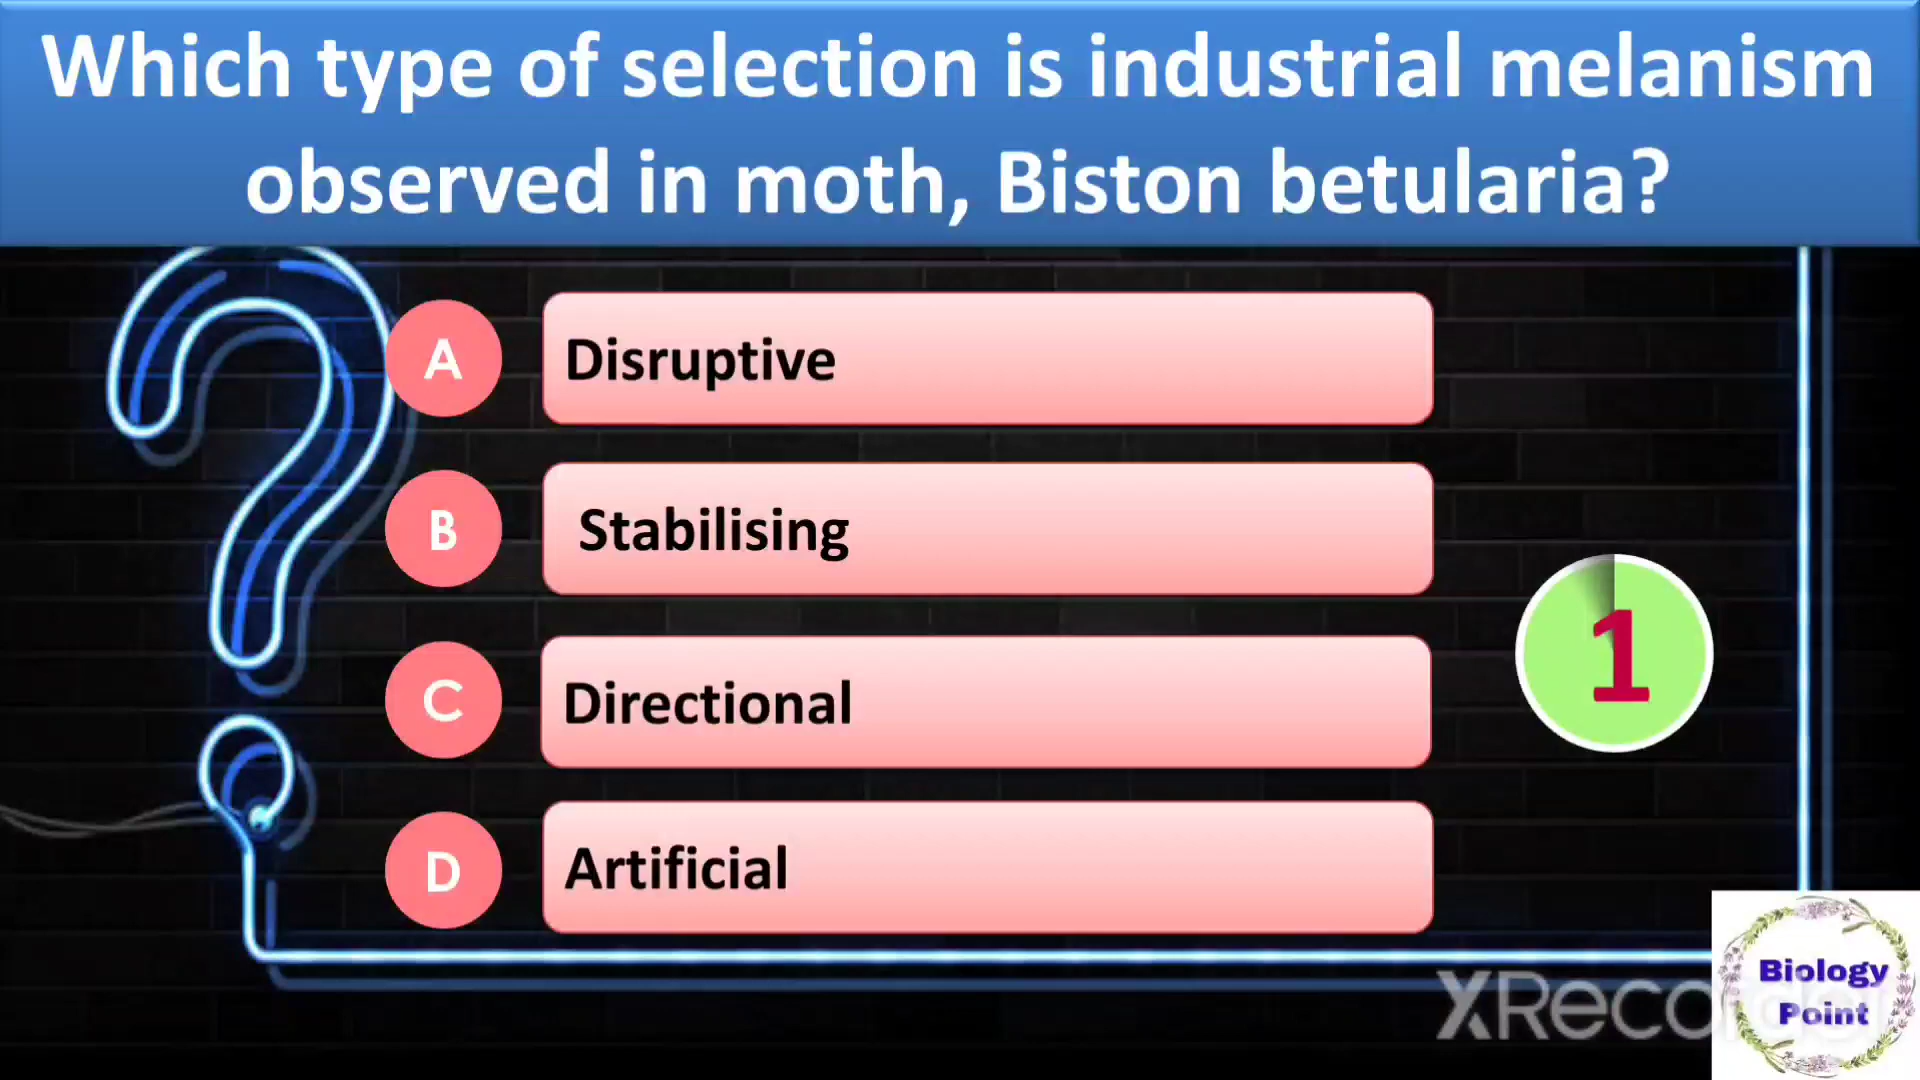 Which type of selection is industrial melanism
observed in moth, Biston betularia?
A
Disruptive
B
Stabilising
C
Directional
1
D
Artificial
Biology
Point
XRecorder